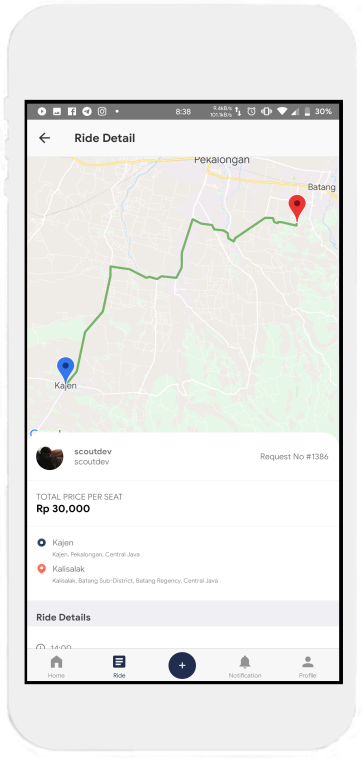 8:38
9.4kB/s
101.1kB/s
30%
Ride Detail
Pekalongan
Batang
Kajen
scoutdev
scoutdev
Request No #1386
TOTAL PRICE PER SEAT
Rp 30,000
Kajen
Kajen, Pekalongan, Central Java
Kalisalak
Kalisalak, Batang Sub-District, Batang Regency, Central Java
Ride Details
14:00
Home
Ride
Notification
Profile